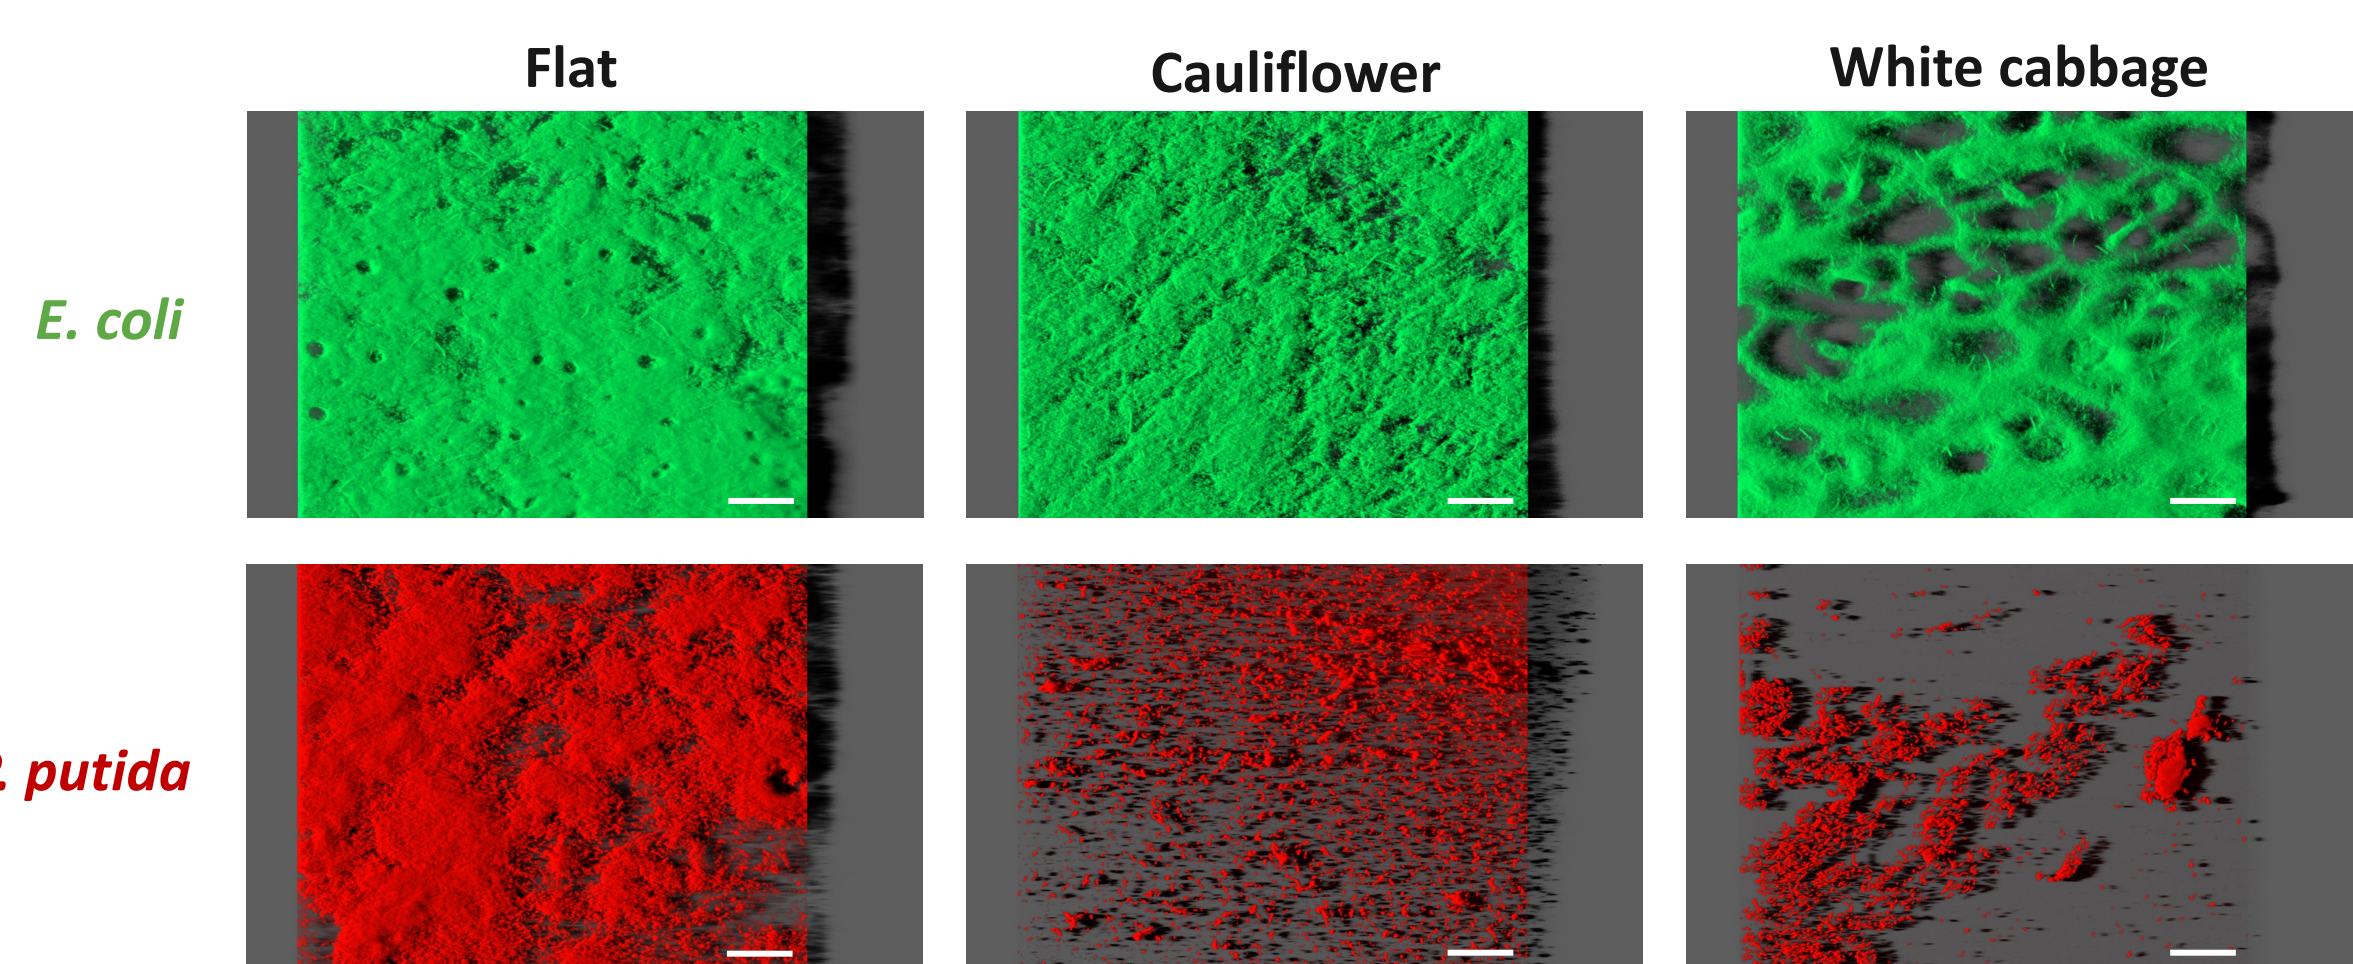 Flat
Cauliflower
White cabbage
E. coli
. putida